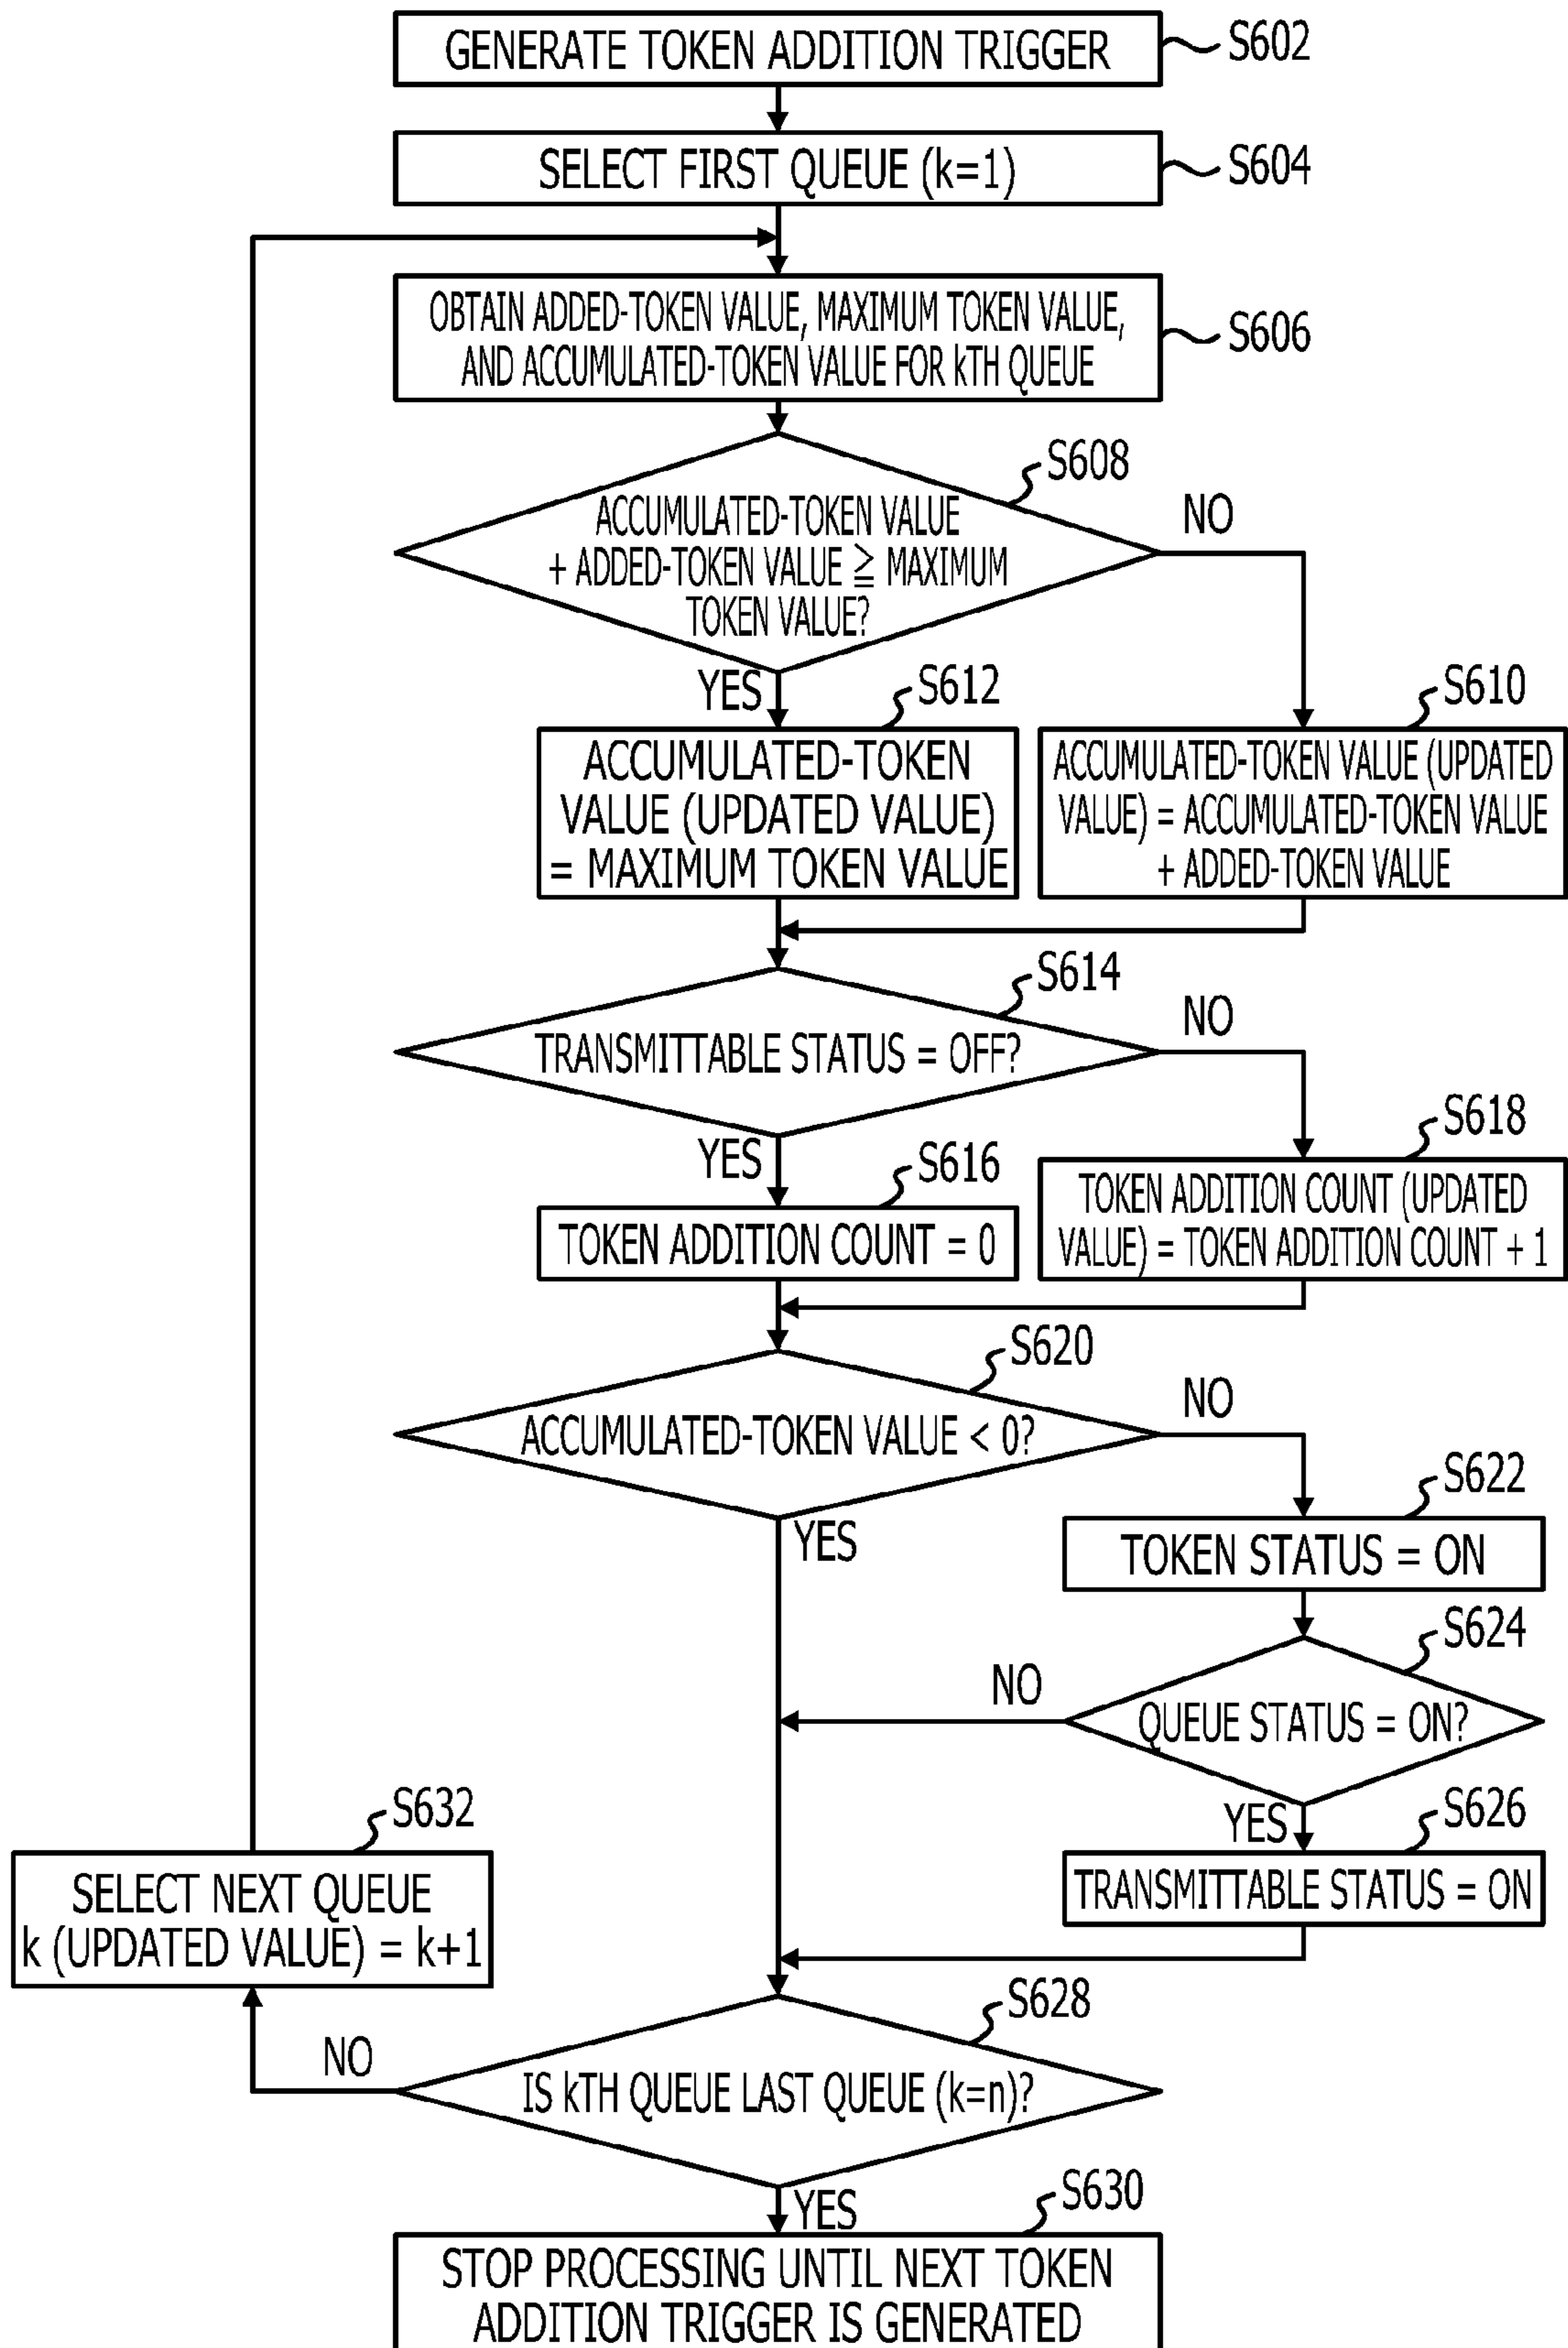 GENERATE TOKEN ADDITION TRIGGER
S602
SELECT FIRST QUEUE (k=1)
S604
OBTAIN ADDED-TOKEN VALUE, MAXIMUM TOKEN VALUE,
AND ACCUMULATED-TOKEN VALUE FOR kTH QUEUE
S606
S608
ACCUMULATED-TOKEN VALUE
+ ADDED-TOKEN VALUE ≧ MAXIMUM
TOKEN VALUE?
NO
YES
S612
ACCUMULATED-TOKEN
VALUE (UPDATED VALUE)
= MAXIMUM TOKEN VALUE
S610
ACCUMULATED-TOKEN VALUE (UPDATED
VALUE) = ACCUMULATED-TOKEN VALUE
+ ADDED-TOKEN VALUE
S614
TRANSMITTABLE STATUS = OFF?
NO
YES
S616
TOKEN ADDITION COUNT = 0
S618
TOKEN ADDITION COUNT (UPDATED
VALUE) = TOKEN ADDITION COUNT + 1
S620
ACCUMULATED-TOKEN VALUE < 0?
NO
YES
S622
TOKEN STATUS = ON
S624
QUEUE STATUS = ON?
NO
YES
S626
TRANSMITTABLE STATUS = ON
S632
SELECT NEXT QUEUE
k (UPDATED VALUE) = k+1
S628
IS kTH QUEUE LAST QUEUE (k=n)?
NO
YES
S630
STOP PROCESSING UNTIL NEXT TOKEN
ADDITION TRIGGER IS GENERATED